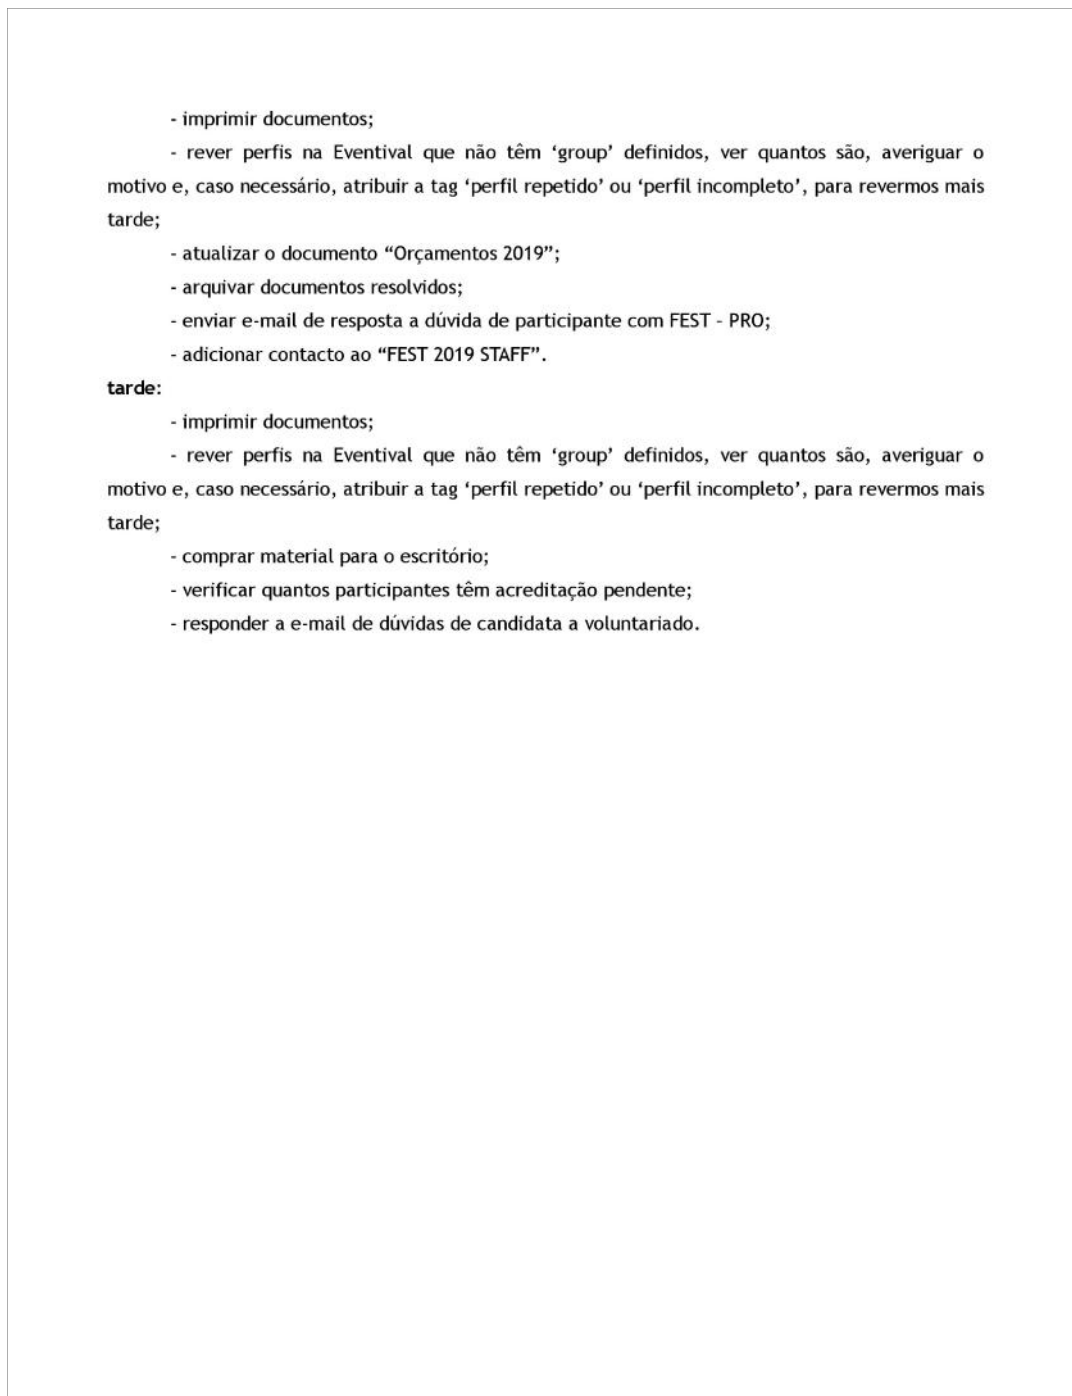 - imprimir documentos;
- rever perfis na Eventival que não têm ‘group’ definidos, ver quantos são, averiguar o
motivo e, caso necessário, atribuir a tag ‘perfil repetido’ ou ‘perfil incompleto’, para revermos mais
tarde;
- atualizar o documento “Orçamentos 2019”;
- arquivar documentos resolvidos;
- enviar e-mail de resposta a dúvida de participante com FEST – PRO;
- adicionar contacto ao “FEST 2019 STAFF”.
tarde:
- imprimir documentos;
- rever perfis na Eventival que não têm ‘group’ definidos, ver quantos são, averiguar o
motivo e, caso necessário, atribuir a tag ‘perfil repetido’ ou ‘perfil incompleto’, para revermos mais
tarde;
- comprar material para o escritório;
- verificar quantos participantes têm acreditação pendente;
- responder a e-mail de dúvidas de candidata a voluntariado.